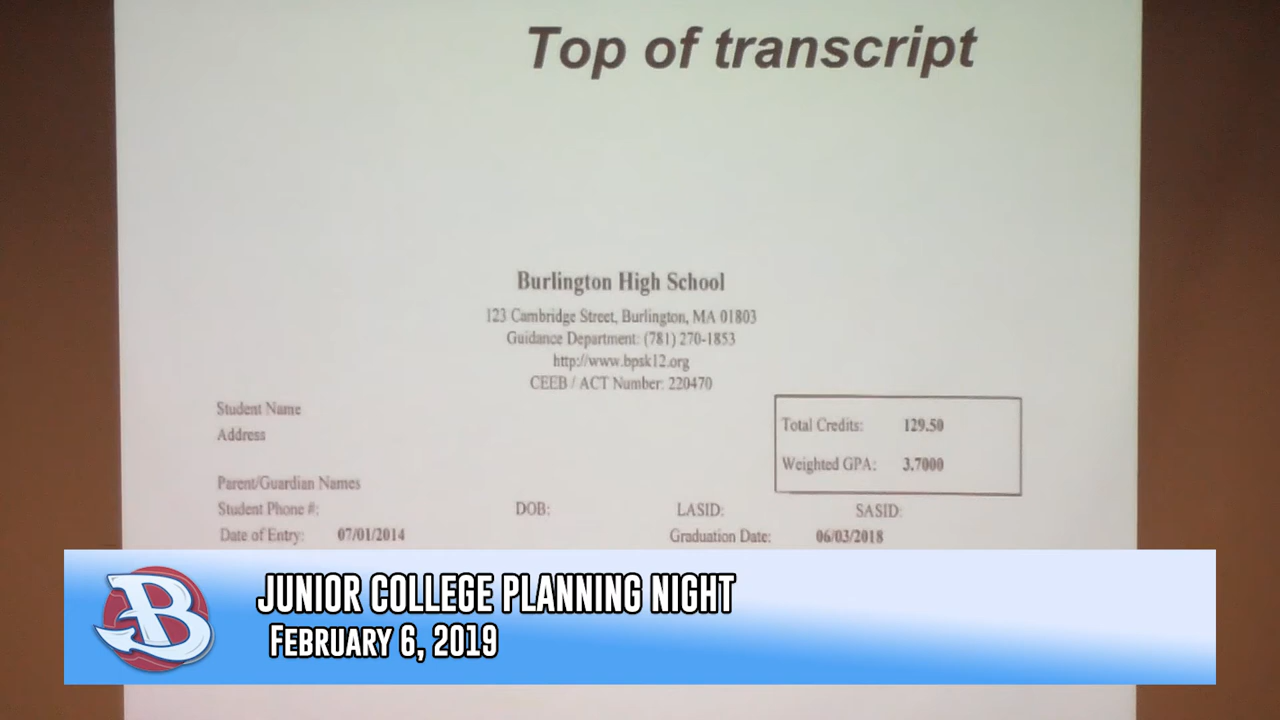 Top of transcript
Burlington High School
123 Cambridge Street, Burlington, MA 01803
Guidance Department: (781) 270-1853
http://www.bpsk12.org
CEEB / ACT Number: 220470
Student Name
Address
Total Credits: 129.50
Weighted GPA: 3.7000
Parent/Guardian Names
Student Phone #: DOB: LASID: SASID:
Date of Entry: 07/01/2014 Graduation Date: 06/03/2018
B
JUNIOR COLLEGE PLANNING NIGHT
FEBRUARY 6, 2019